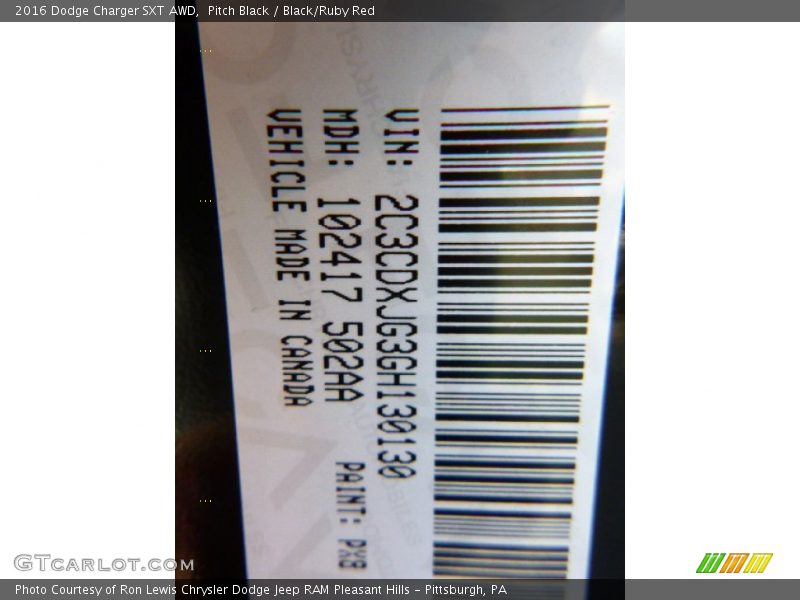 2016 Dodge Charger SXT AWD,  Pitch Black / Black/Ruby Red
VIN: 2C3CDXJG3GH130130
MDH: 102417 502AA PAINT: PX8
VEHICLE MADE IN CANADA
GTCARLOT.COM
Photo Courtesy of Ron Lewis Chrysler Dodge Jeep RAM Pleasant Hills – Pittsburgh, PA